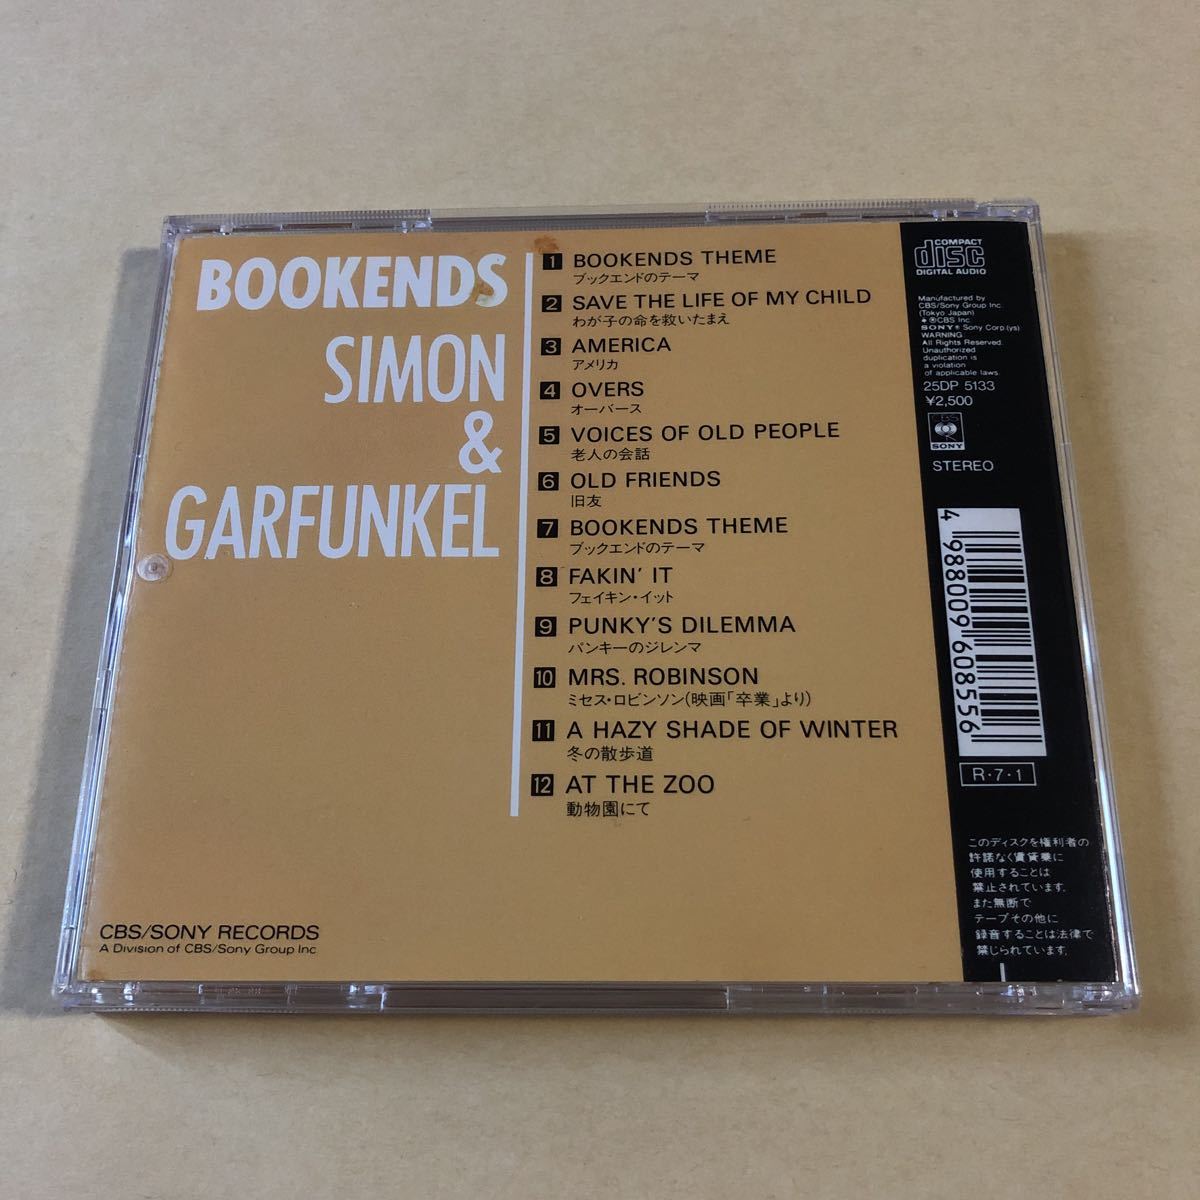 BOOKENDS
SIMON
&
GARFUNKEL
1 BOOKENDS THEME
ブックエンドのテーマ
2 SAVE THE LIFE OF MY CHILD
わが子の命を救いたまえ
3 AMERICA
アメリカ
4 OVERS
オーバース
5 VOICES OF OLD PEOPLE
老人の会話
6 OLD FRIENDS
旧友
7 BOOKENDS THEME
ブックエンドのテーマ
8 FAKIN' IT
フェイキン・イット
9 PUNKY'S DILEMMA
パンキーのジレンマ
10 MRS. ROBINSON
ミセス・ロビンソン(映画「卒業」より)
11 A HAZY SHADE OF WINTER
冬の散歩道
12 AT THE ZOO
動物園にて
CBS/SONY RECORDS
A Division of CBS/Sony Group Inc
COMPACT
disc
DIGITAL AUDIO
Manufactured by
CBS/Sony Group Inc.
(Tokyo Japan)
℗CBS Inc
SONY® Sony Corp.(ys)
WARNING
All Rights Reserved.
Unauthorized
duplication is
a violation
of applicable laws.
25DP 5133
¥2,500
CBS
SONY
STEREO
4 988009 608556
R・7・1
このディスクを権利者の
許諾なく賃貸業に
使用することは
禁止されています。
また無断で
テープその他に
録音することは法律で
禁じられています。